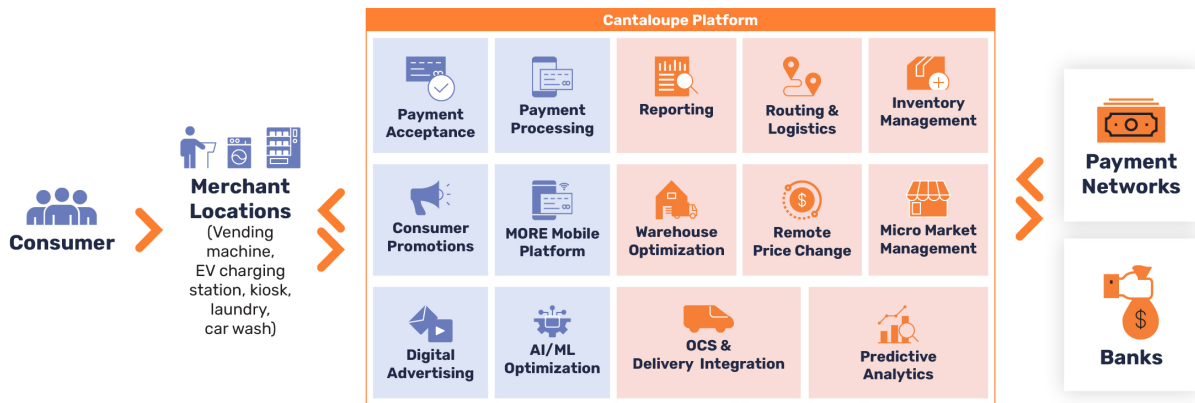 Cantaloupe Platform
Consumer
Merchant
Locations
(Vending
machine,
EV charging
station, kiosk,
laundry,
car wash)
Payment
Acceptance
Payment
Processing
Reporting
Routing &
Logistics
Inventory
Management
Consumer
Promotions
MORE Mobile
Platform
Warehouse
Optimization
Remote
Price Change
Micro Market
Management
Digital
Advertising
AI/ML
Optimization
OCS &
Delivery Integration
Predictive
Analytics
Payment
Networks
Banks